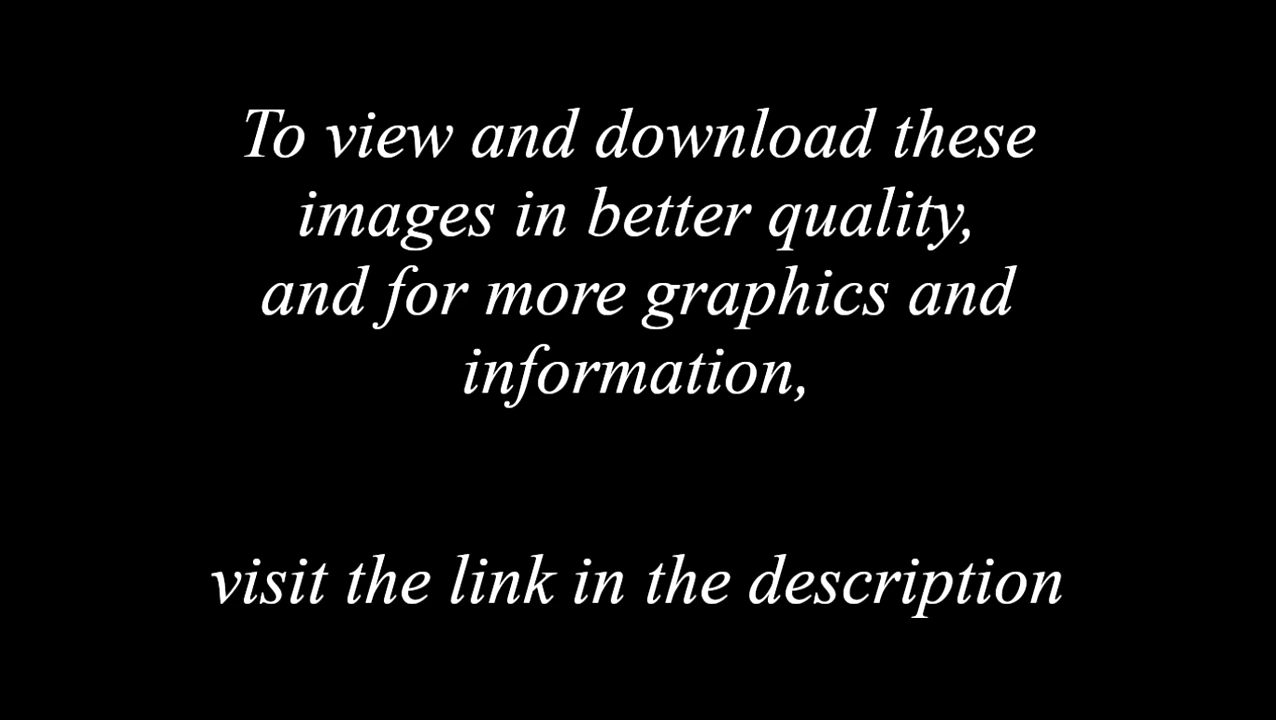 To view and download these
images in better quality,
and for more graphics and
information,
visit the link in the description